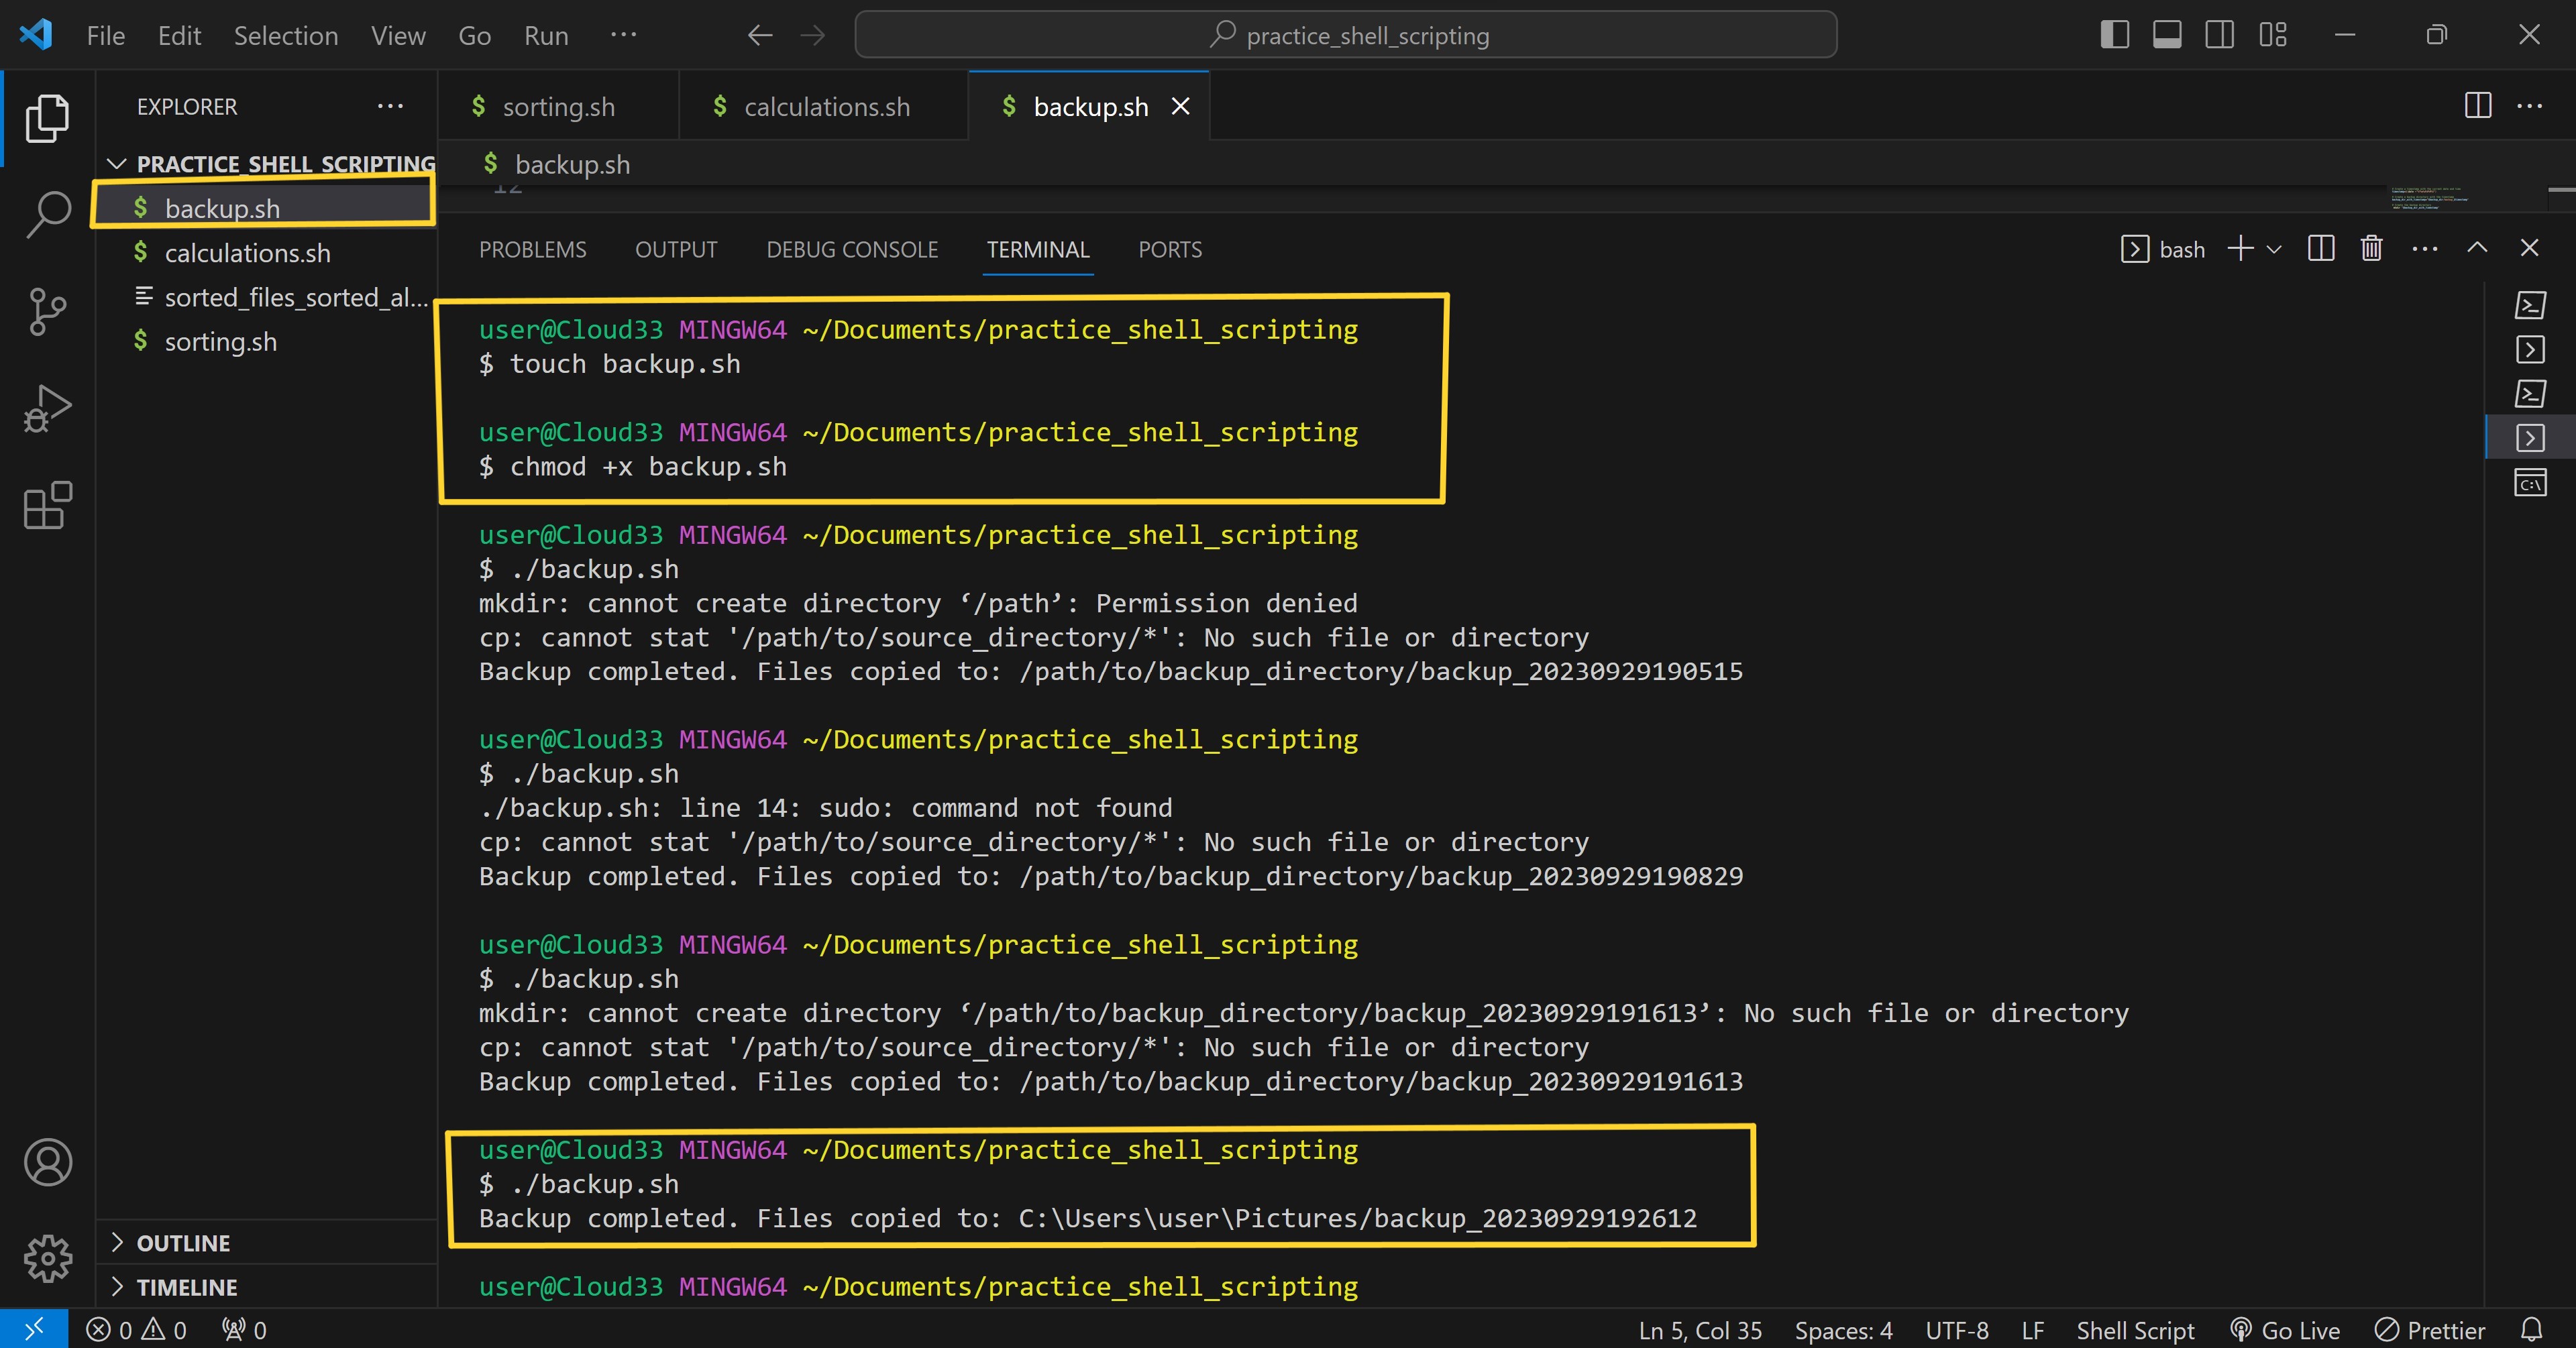 File Edit Selection View Go Run ··· practice_shell_scripting
EXPLORER ···
PRACTICE_SHELL_SCRIPTING
$ backup.sh
$ calculations.sh
sorted_files_sorted_al...
$ sorting.sh
OUTLINE
TIMELINE
$ sorting.sh $ calculations.sh $ backup.sh
$ backup.sh
12
PROBLEMS OUTPUT DEBUG CONSOLE TERMINAL PORTS bash
user@Cloud33 MINGW64 ~/Documents/practice_shell_scripting
$ touch backup.sh
user@Cloud33 MINGW64 ~/Documents/practice_shell_scripting
$ chmod +x backup.sh
user@Cloud33 MINGW64 ~/Documents/practice_shell_scripting
$ ./backup.sh
mkdir: cannot create directory ‘/path’: Permission denied
cp: cannot stat '/path/to/source_directory/*': No such file or directory
Backup completed. Files copied to: /path/to/backup_directory/backup_20230929190515
user@Cloud33 MINGW64 ~/Documents/practice_shell_scripting
$ ./backup.sh
./backup.sh: line 14: sudo: command not found
cp: cannot stat '/path/to/source_directory/*': No such file or directory
Backup completed. Files copied to: /path/to/backup_directory/backup_20230929190829
user@Cloud33 MINGW64 ~/Documents/practice_shell_scripting
$ ./backup.sh
mkdir: cannot create directory ‘/path/to/backup_directory/backup_20230929191613’: No such file or directory
cp: cannot stat '/path/to/source_directory/*': No such file or directory
Backup completed. Files copied to: /path/to/backup_directory/backup_20230929191613
user@Cloud33 MINGW64 ~/Documents/practice_shell_scripting
$ ./backup.sh
Backup completed. Files copied to: C:\Users\user\Pictures/backup_20230929192612
user@Cloud33 MINGW64 ~/Documents/practice_shell_scripting
0 0 0 Ln 5, Col 35 Spaces: 4 UTF-8 LF Shell Script Go Live Prettier